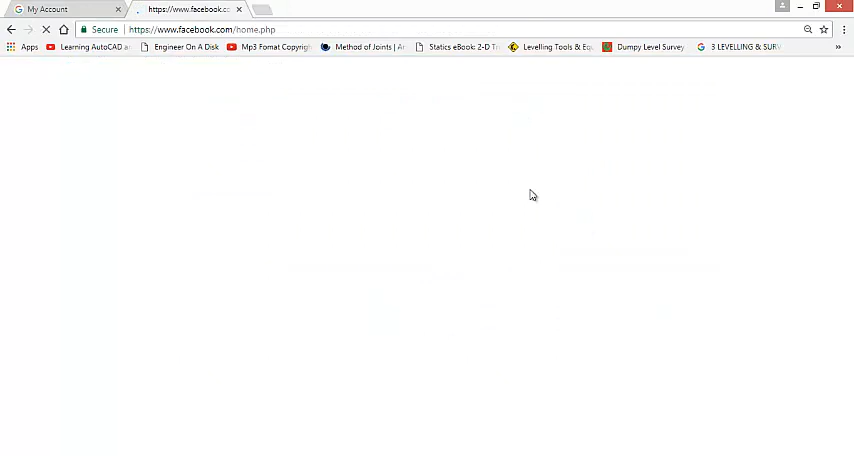 My Account
https://www.facebook.co
Secure
https://www.facebook.com/home.php
Apps
Learning AutoCAD a
Engineer On A Disk
Mp3 Fomat Copyrigh
Method of Joints | A
Statics eBook: 2-D Tr
Levelling Tools & Eq
Dumpy Level Survey
3 LEVELLING & SURV
»